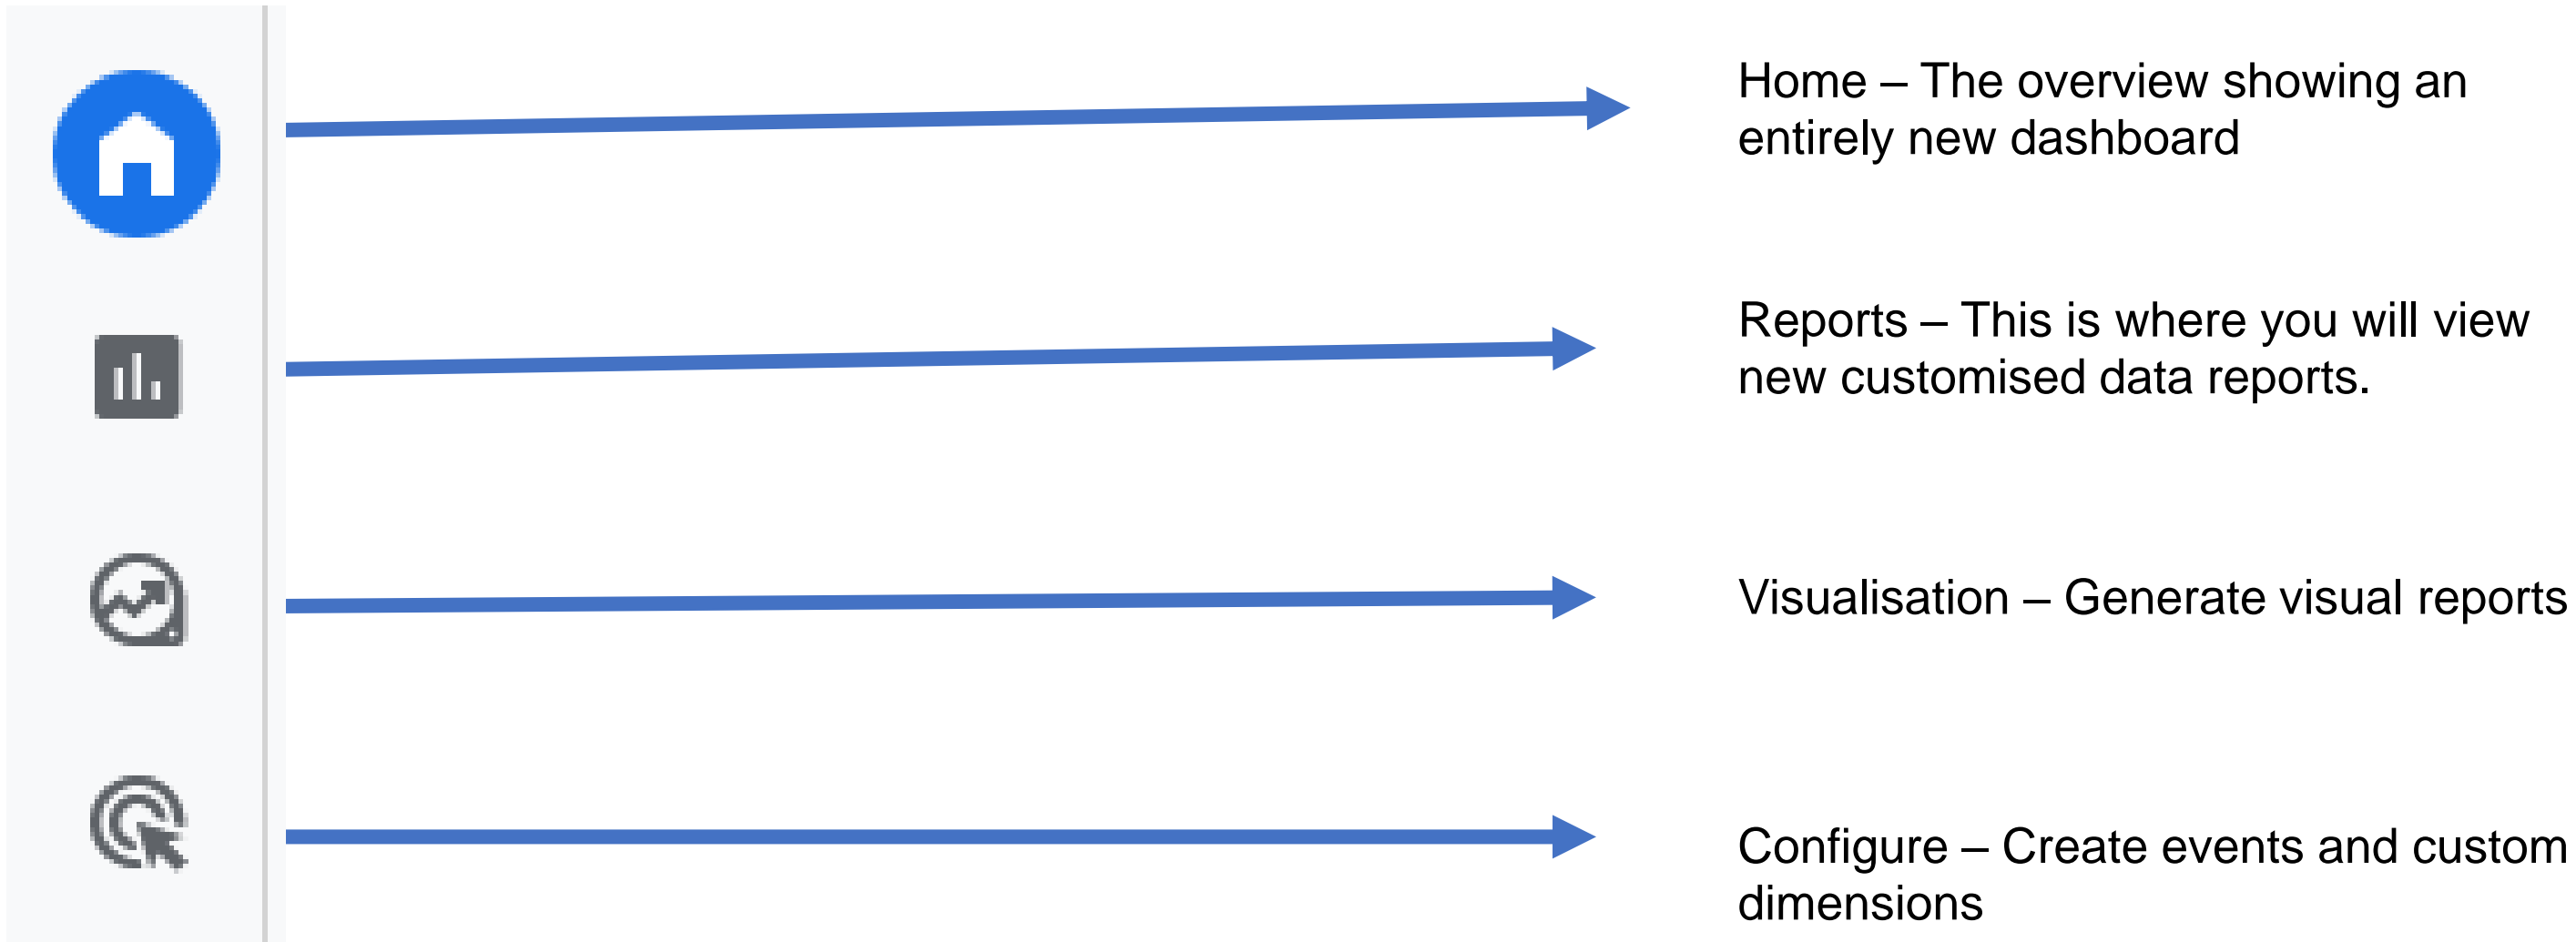 Home – The overview showing an
entirely new dashboard
Reports – This is where you will view
new customised data reports.
Visualisation – Generate visual reports
Configure – Create events and custom
dimensions